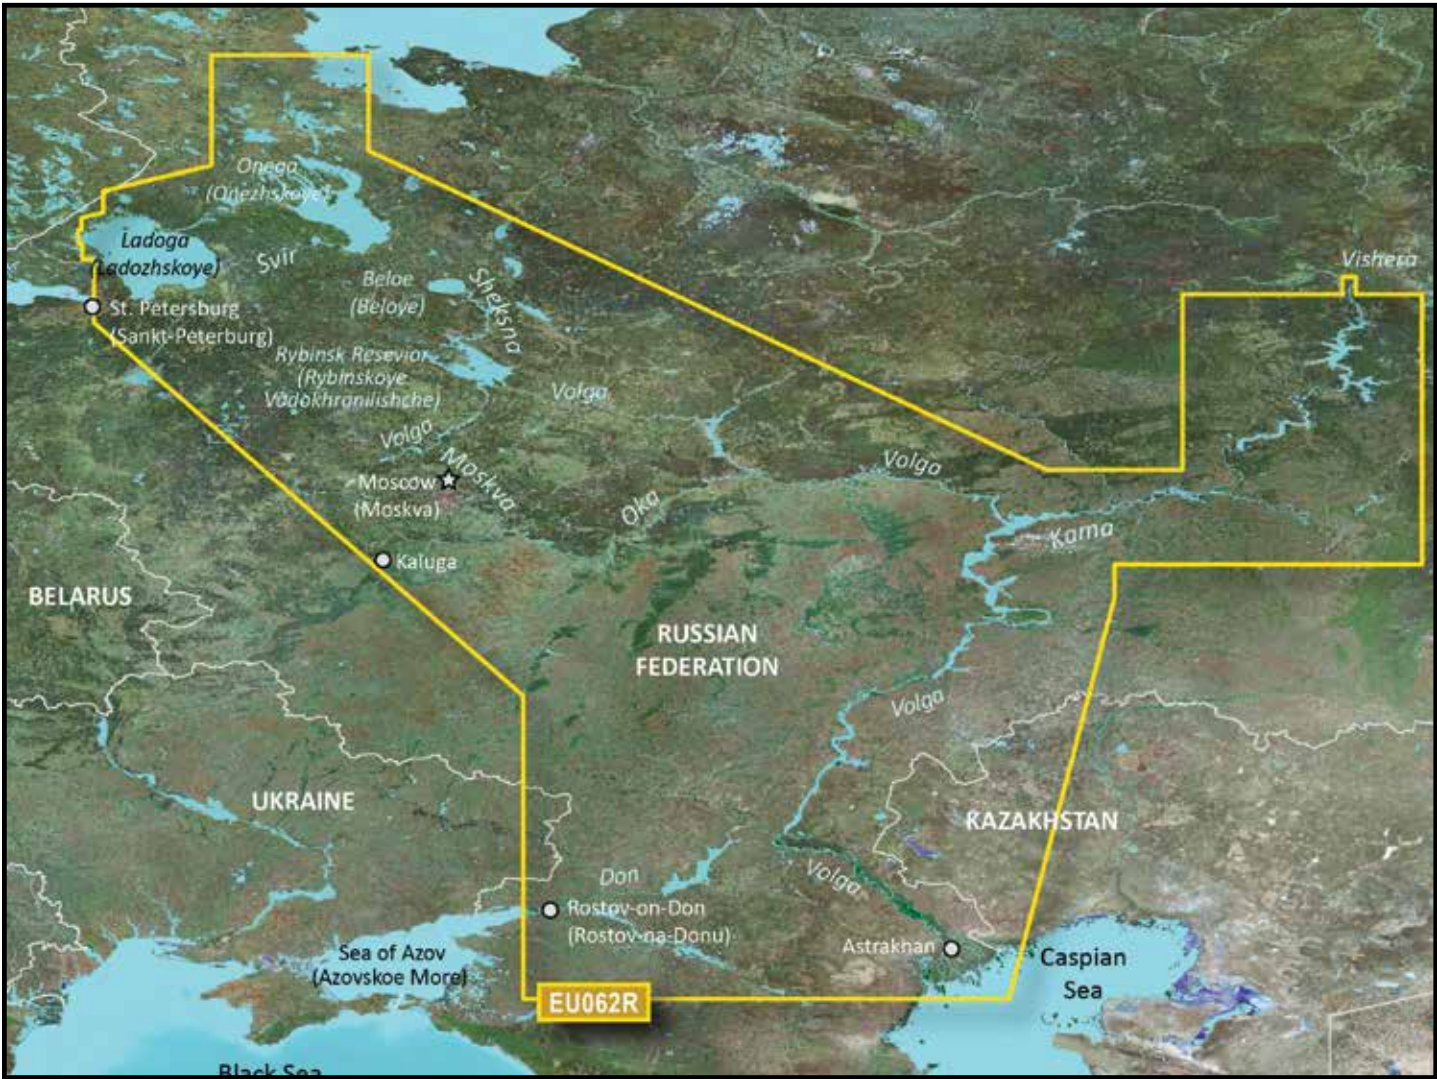 Onega
(Onezhskoye)
Ladoga
(Ladozhskoye)
Svir
Vishera
Beloe
(Beloye)
Sheksna
St. Petersburg
(Sankt-Peterburg)
Rybinsk Resevior
(Rybinskoye
Vodokhranilishche)
Volga
Volga
Moskva
Moscow
(Moskva)
Volga
Oka
Kama
Kaluga
BELARUS
RUSSIAN
FEDERATION
Volga
UKRAINE
KAZAKHSTAN
Volga
Don
Rostov-on-Don
(Rostov-na-Donu)
Astrakhan
Sea of Azov
(Azovskoe More)
Caspian
Sea
EU062R
Black Sea